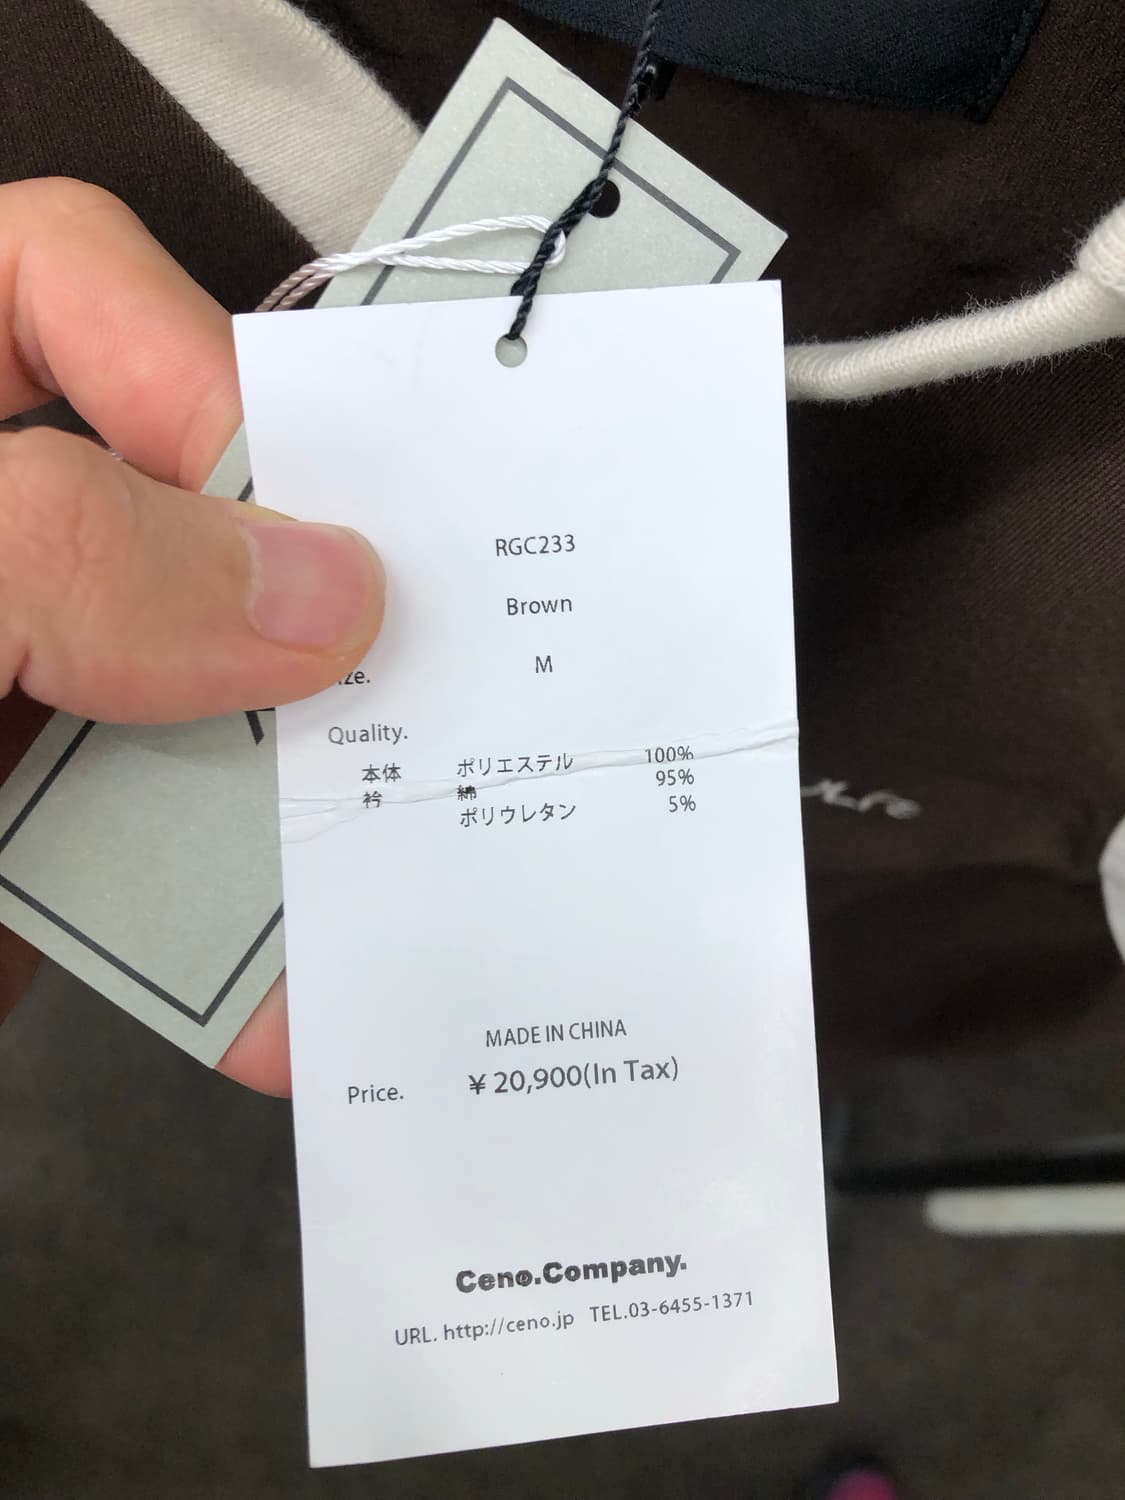 RGC233
Brown
ize. M
Quality.
本体 ポリエステル 100%
衿 綿 95%
ポリウレタン 5%
MADE IN CHINA
Price. ¥ 20,900(In Tax)
Ceno.Company.
URL. http://ceno.jp TEL.03-6455-1371